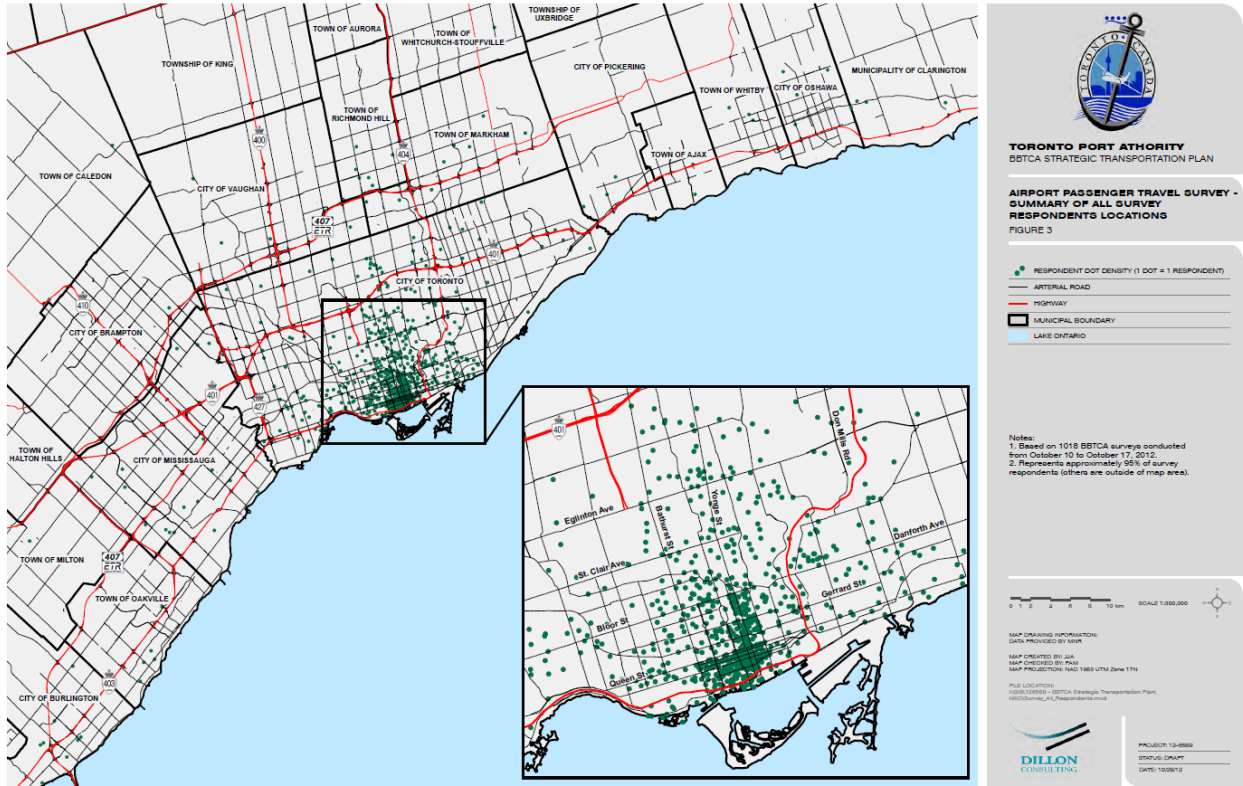 TOWNSHIP OF
UXBRIDGE
TOWN OF AURORA
TOWN OF
WHITCHURCH-STOUFFVILLE
TOWNSHIP OF KING
CITY OF PICKERING
MUNICIPALITY OF CLARINGTON
TOWN OF WHITBY
CITY OF OSHAWA
TOWN OF
RICHMOND HILL
400
TOWN OF MARKHAM
404
TOWN OF AJAX
TOWN OF CALEDON
CITY OF VAUGHAN
407
ETR
401
CITY OF TORONTO
410
CITY OF BRAMPTON
401
427
TOWN OF
HALTON HILLS
CITY OF MISSISSAUGA
407
ETR
TOWN OF MILTON
TOWN OF OAKVILLE
403
CITY OF BURLINGTON
401
Don Mills Rd
Eglinton Ave
Bathurst St
Yonge St
Danforth Ave
St. Clair Ave
Gerrard St
Bloor St
Queen St
TORONTO • CANADA
TORONTO PORT ATHORITY
BBTCA STRATEGIC TRANSPORTATION PLAN
AIRPORT PASSENGER TRAVEL SURVEY -
SUMMARY OF ALL SURVEY
RESPONDENTS LOCATIONS
FIGURE 3
RESPONDENT DOT DENSITY (1 DOT = 1 RESPONDENT)
ARTERIAL ROAD
HIGHWAY
MUNICIPAL BOUNDARY
LAKE ONTARIO
Notes:
1. Based on 1018 BBTCA surveys conducted
from October 10 to October 17, 2012.
2. Represents approximately 95% of survey
respondents (others are outside of map area).
0 1 2 4 6 8 10 km
SCALE 1:300,000
MAP DRAWING INFORMATION:
DATA PROVIDED BY MNR
MAP CREATED BY: JJA
MAP CHECKED BY: PAM
MAP PROJECTION: NAD 1983 UTM Zone 17N
FILE LOCATION:
DILLON
CONSULTING
PROJECT: 12-6589
STATUS: DRAFT
DATE: 10/29/12